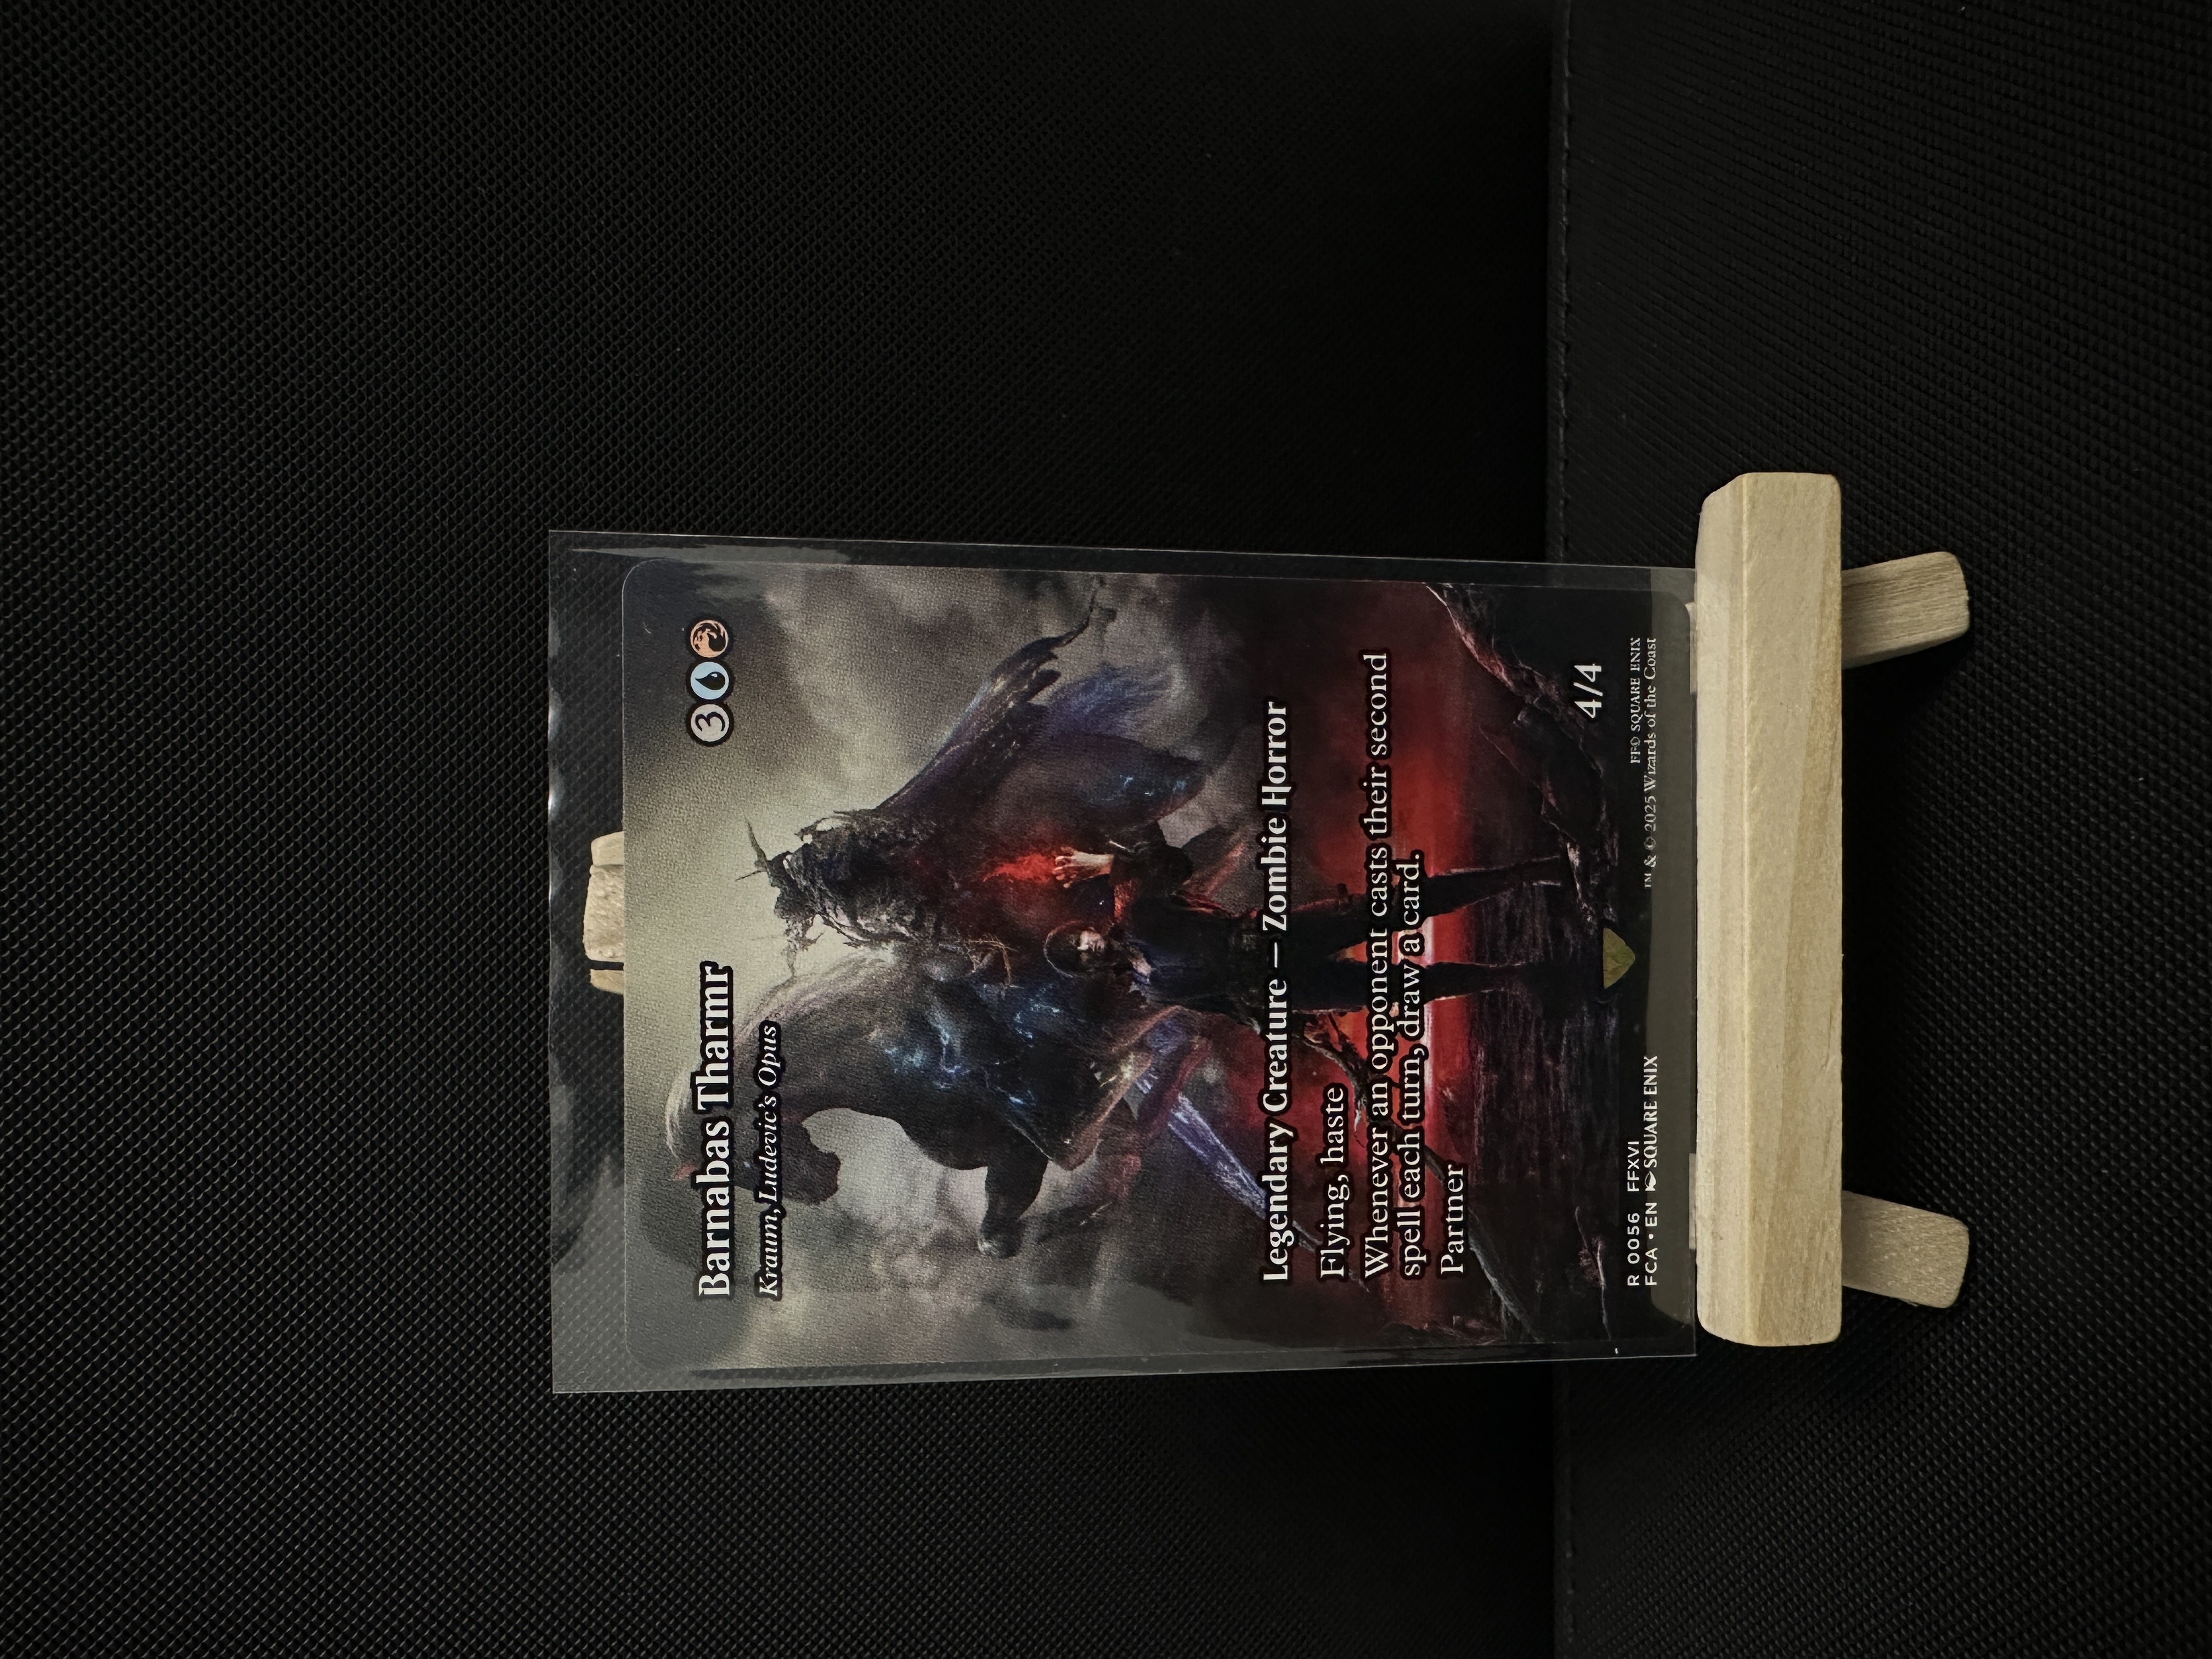 Barnabas Tharmr
3
Kraum, Ludevic's Opus
Legendary Creature — Zombie Horror
Flying, haste
Whenever an opponent casts their second
spell each turn, draw a card.
Partner
4/4
R 0056 FFXVI
FCA • EN SQUARE ENIX
FF© SQUARE ENIX
™ & © 2025 Wizards of the Coast